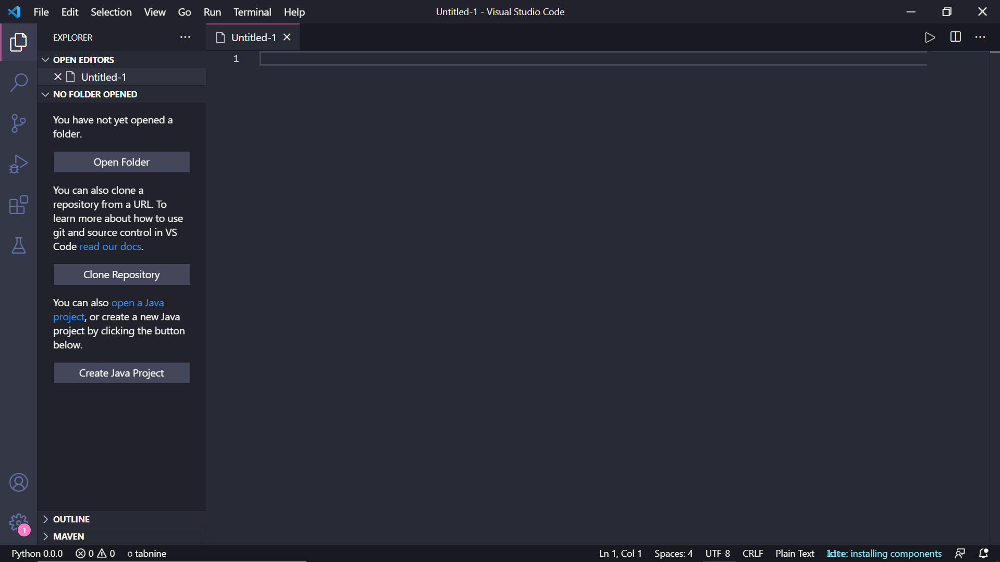 File Edit Selection View Go Run Terminal Help
Untitled-1 - Visual Studio Code
EXPLORER
Untitled-1
OPEN EDITORS
Untitled-1
NO FOLDER OPENED
You have not yet opened a
folder.
Open Folder
You can also clone a
repository from a URL. To
learn more about how to use
git and source control in VS
Code read our docs.
Clone Repository
You can also open a Java
project, or create a new Java
project by clicking the button
below.
Create Java Project
1
OUTLINE
MAVEN
1
Python 0.0.0
0 0
tabnine
Ln 1, Col 1
Spaces: 4
UTF-8
CRLF
Plain Text
kite: installing components